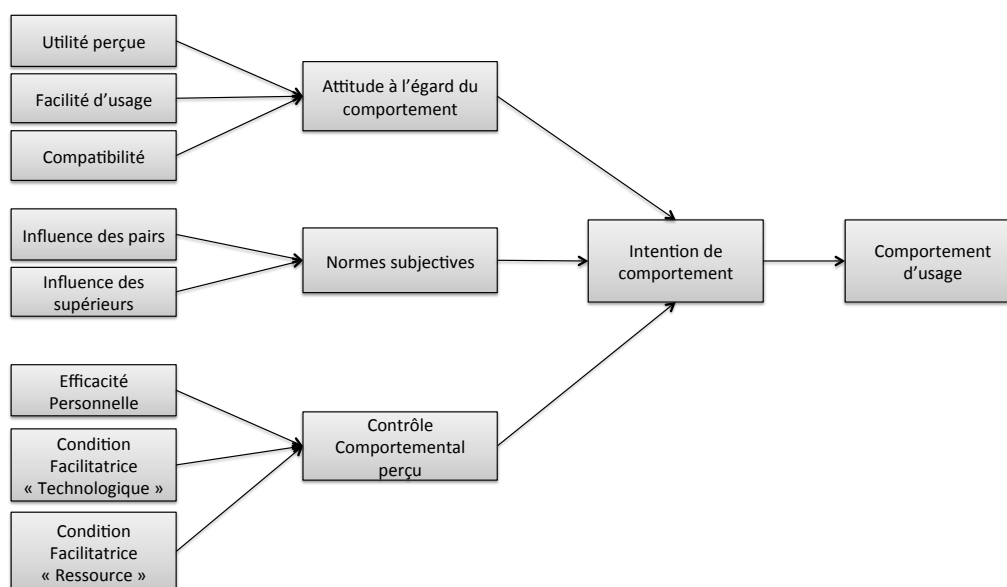 Utilité perçue
Facilité d'usage
Compatibilité
Attitude à l'égard du
comportement
Influence des pairs
Influence des
supérieurs
Normes subjectives
Intention de
comportement
Comportement
d'usage
Efficacité
Personnelle
Condition
Facilitatrice
« Technologique »
Condition
Facilitatrice
« Ressource »
Contrôle
Comportemental
perçu